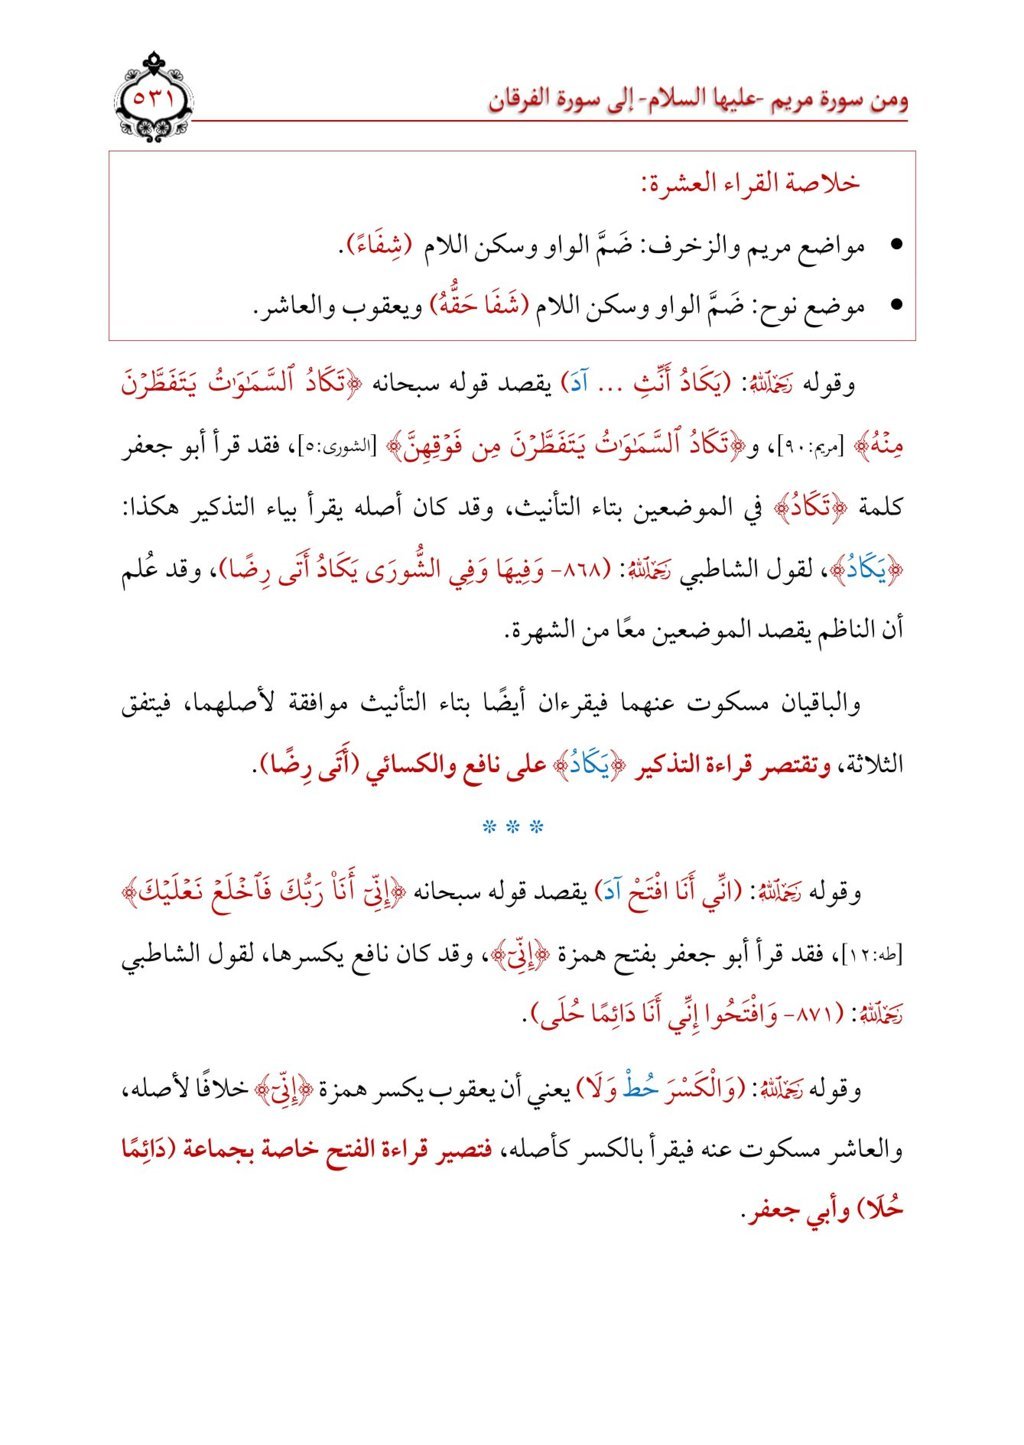 ومن سورة مريم -عليها السلام- إلى سورة الفرقان
٥٣١
خلاصة القراء العشرة:
• مواضع مريم والزخرف: ضَمَّ الواو وسكن اللام (شِفَاءً).
• موضع نوح: ضَمَّ الواو وسكن اللام (شَفَا حَقُّهُ) ويعقوب والعاشر.
وقوله رَحِمَهُ ٱللَّهُ: (يَكَادُ أَنِّثِ ... آدَ) يقصد قوله سبحانه ﴿تَكَادُ ٱلسَّمَٰوَٰتُ يَتَفَطَّرۡنَ
مِنۡهُ﴾ [مريم:٩٠]، و﴿تَكَادُ ٱلسَّمَٰوَٰتُ يَتَفَطَّرۡنَ مِن فَوۡقِهِنَّ﴾ [الشورى:٥]، فقد قرأ أبو جعفر
كلمة ﴿تَكَادُ﴾ في الموضعين بتاء التأنيث، وقد كان أصله يقرأ بياء التذكير هكذا:
﴿يَكَادُ﴾، لقول الشاطبي رَحِمَهُ ٱللَّهُ: (٨٦٨- وَفِيهَا وَفِي الشُّورَى يَكَادُ أَتَى رِضًا)، وقد عُلم
أن الناظم يقصد الموضعين معًا من الشهرة.
والباقيان مسكوت عنهما فيقرءان أيضًا بتاء التأنيث موافقة لأصلهما، فيتفق
الثلاثة، وتقتصر قراءة التذكير ﴿يَكَادُ﴾ على نافع والكسائي (أَتَى رِضًا).
* * *
وقوله رَحِمَهُ ٱللَّهُ: (انِّي أَنَا افْتَحْ آدَ) يقصد قوله سبحانه ﴿إِنِّيٓ أَنَا۠ رَبُّكَ فَٱخۡلَعۡ نَعۡلَيۡكَ﴾
[طه:١٢]، فقد قرأ أبو جعفر بفتح همزة ﴿إِنِّيٓ﴾، وقد كان نافع يكسرها، لقول الشاطبي
رَحِمَهُ ٱللَّهُ: (٨٧١- وَافْتَحُوا إِنِّي أَنَا دَائِمًا حُلَى).
وقوله رَحِمَهُ ٱللَّهُ: (وَالْكَسْرَ حُطْ وَلَا) يعني أن يعقوب يكسر همزة ﴿إِنِّيٓ﴾ خلافًا لأصله،
والعاشر مسكوت عنه فيقرأ بالكسر كأصله، فتصير قراءة الفتح خاصة بجماعة (دَائِمًا
حُلَا) وأبي جعفر.